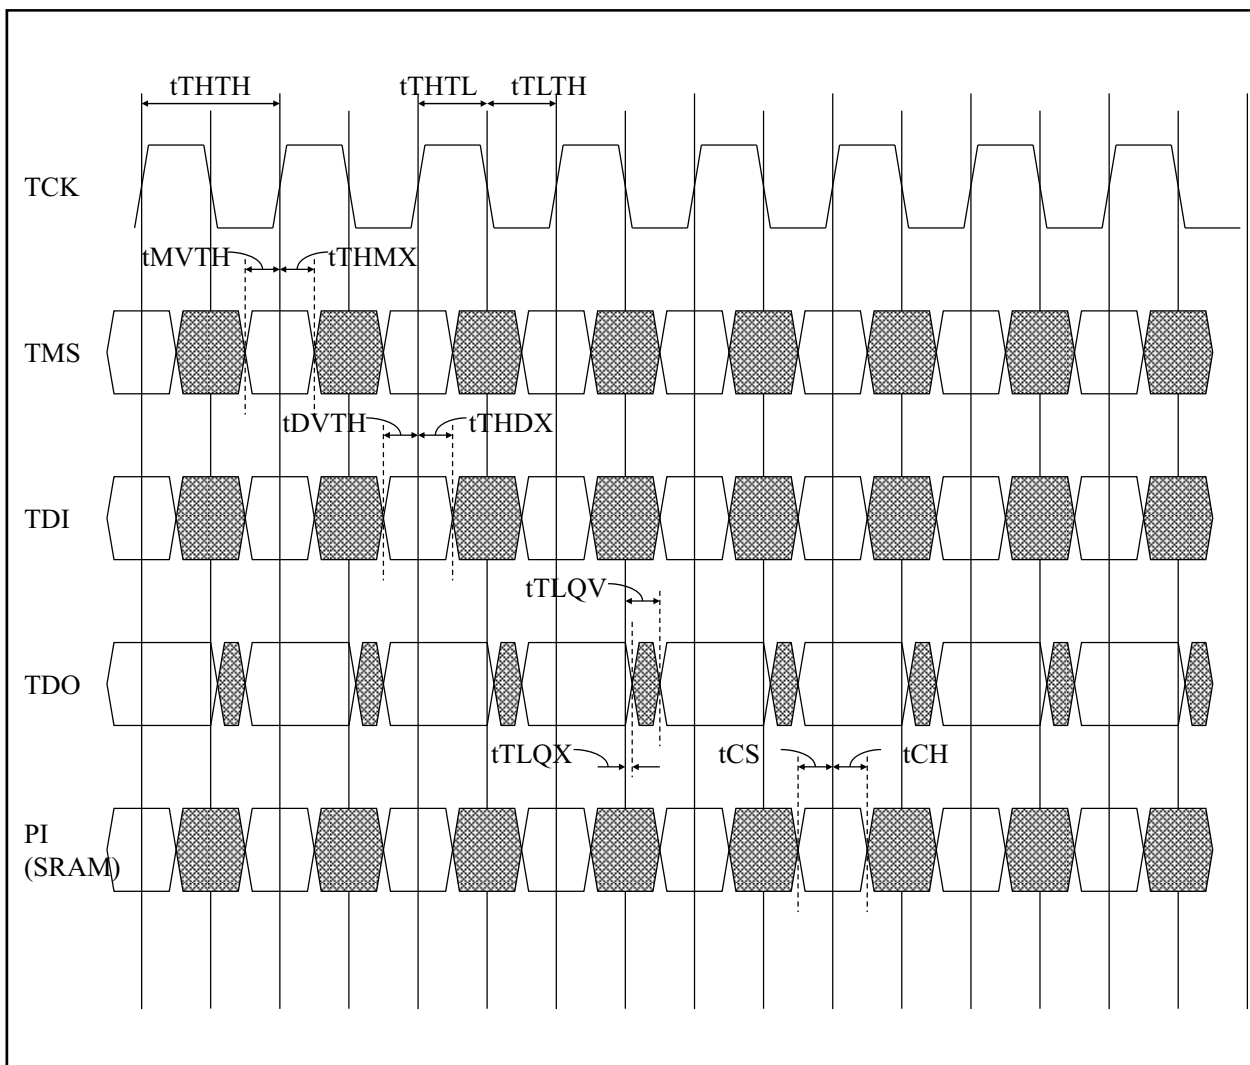 tTHTH
tTHTL
tTLTH
TCK
tMVTH
tTHMX
TMS
tDVTH
tTHDX
TDI
tTLQV
TDO
tTLQX
tCS
tCH
PI
(SRAM)